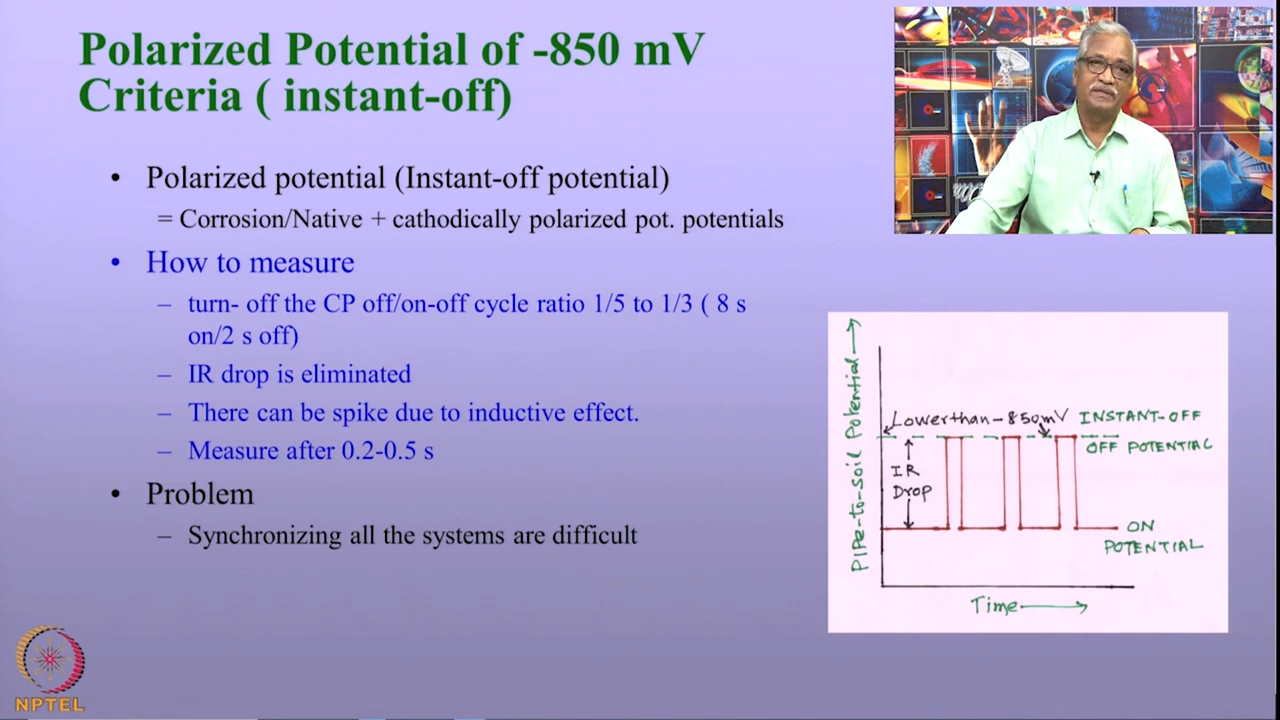 Polarized Potential of -850 mV
Criteria ( instant-off)
• Polarized potential (Instant-off potential)
= Corrosion/Native + cathodically polarized pot. potentials
• How to measure
– turn- off the CP off/on-off cycle ratio 1/5 to 1/3 ( 8 s
on/2 s off)
– IR drop is eliminated
– There can be spike due to inductive effect.
– Measure after 0.2-0.5 s
• Problem
– Synchronizing all the systems are difficult
Pipe-to-soil Potential
Lower than -850mV
INSTANT-OFF
OFF POTENTIAL
IR
Drop
ON
POTENTIAL
Time
NPTEL